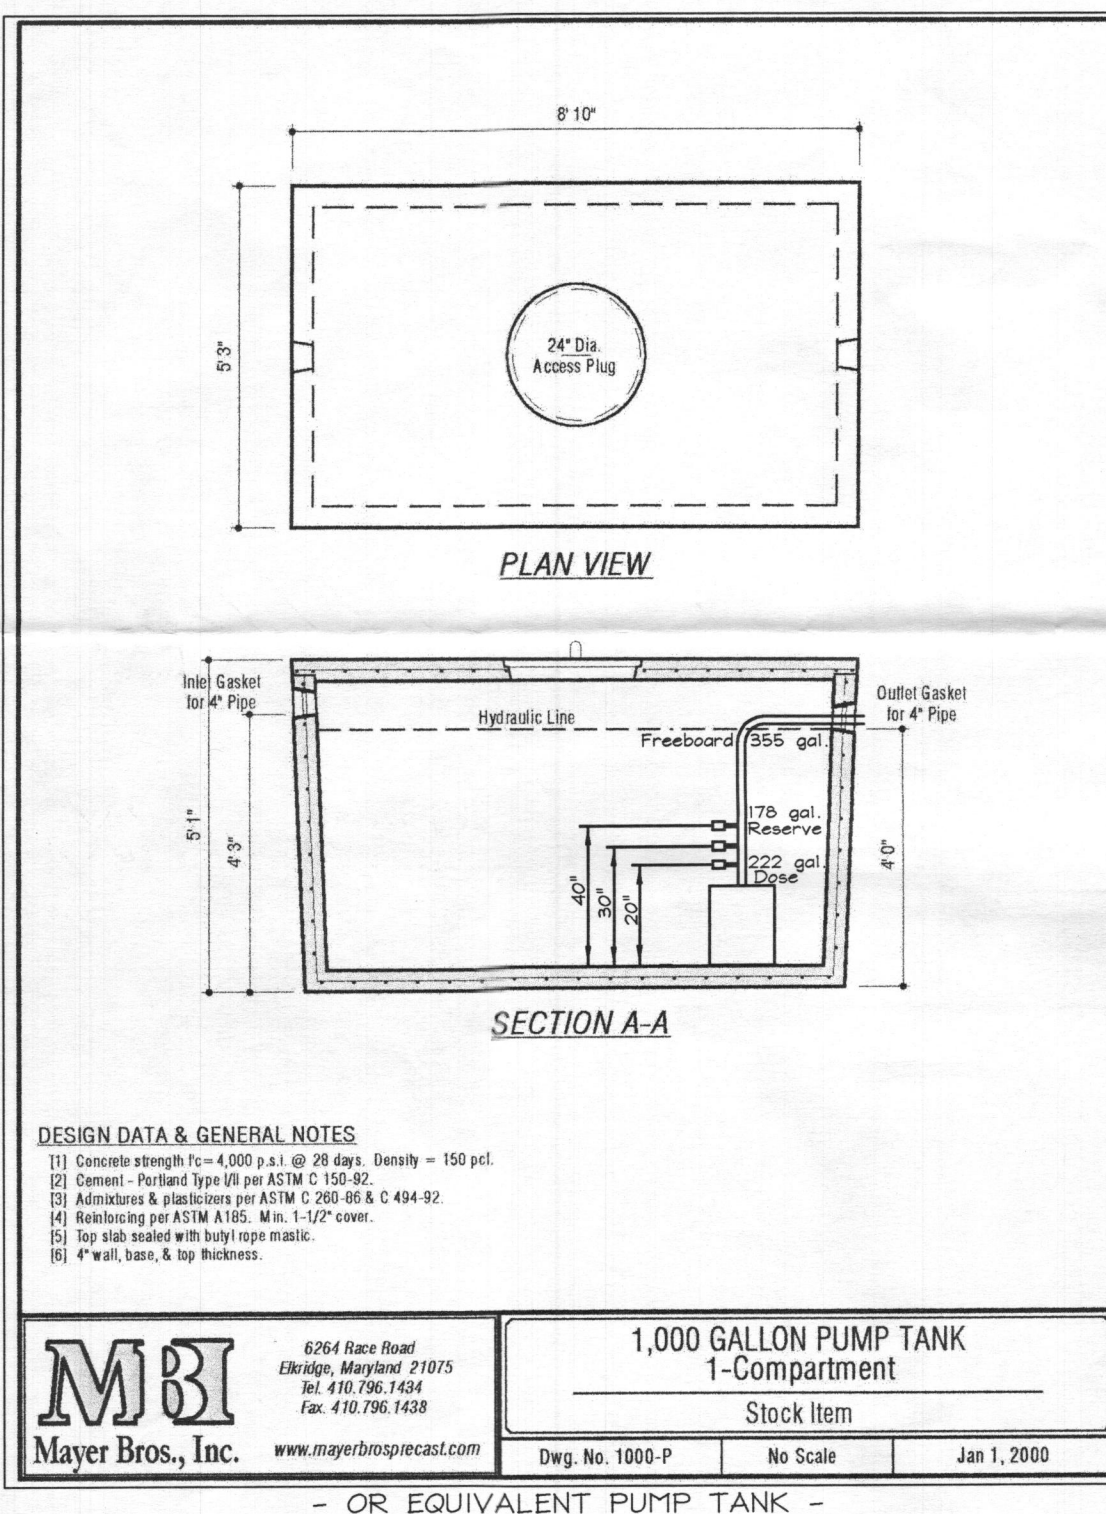 8' 10"
5' 3"
24" Dia.
Access Plug
PLAN VIEW
Inlet Gasket
for 4" Pipe
Hydraulic Line
Outlet Gasket
for 4" Pipe
Freeboard 355 gal.
178 gal.
Reserve
222 gal.
Dose
5' 1"
4' 3"
40"
30"
20"
4' 0"
SECTION A-A
DESIGN DATA & GENERAL NOTES
[1] Concrete strength f'c= 4,000 p.s.i. @ 28 days. Density = 150 pcf.
[2] Cement - Portland Type I/II per ASTM C 150-92.
[3] Admixtures & plasticizers per ASTM C 260-86 & C 494-92.
[4] Reinforcing per ASTM A185. Min. 1-1/2" cover.
[5] Top slab sealed with butyl rope mastic.
[6] 4" wall, base, & top thickness.
MBI
Mayer Bros., Inc.
6264 Race Road
Elkridge, Maryland 21075
Tel. 410.796.1434
Fax. 410.796.1438
www.mayerbrosprecast.com
1,000 GALLON PUMP TANK
1-Compartment
Stock Item
Dwg. No. 1000-P
No Scale
Jan 1, 2000
- OR EQUIVALENT PUMP TANK -